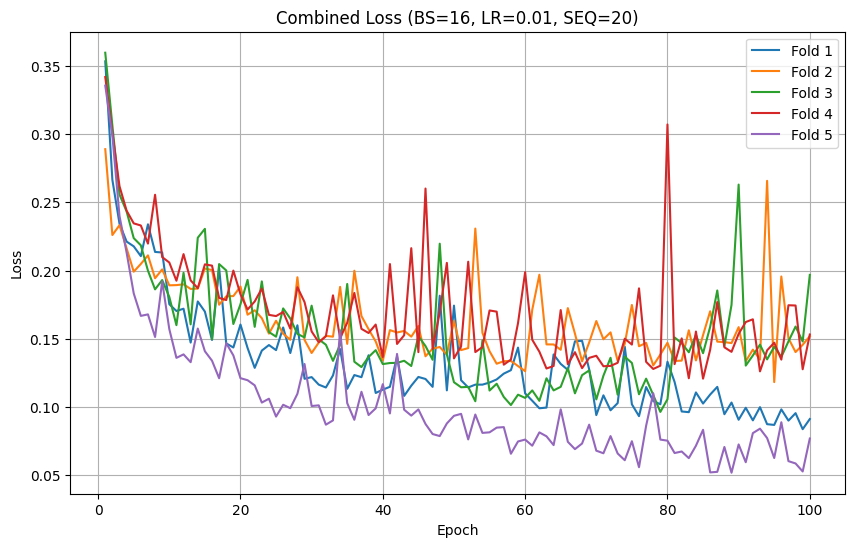 Combined Loss (BS=16, LR=0.01, SEQ=20)
Loss
0.35
0.30
0.25
0.20
0.15
0.10
0.05
Fold 1
Fold 2
Fold 3
Fold 4
Fold 5
0
20
40
60
80
100
Epoch